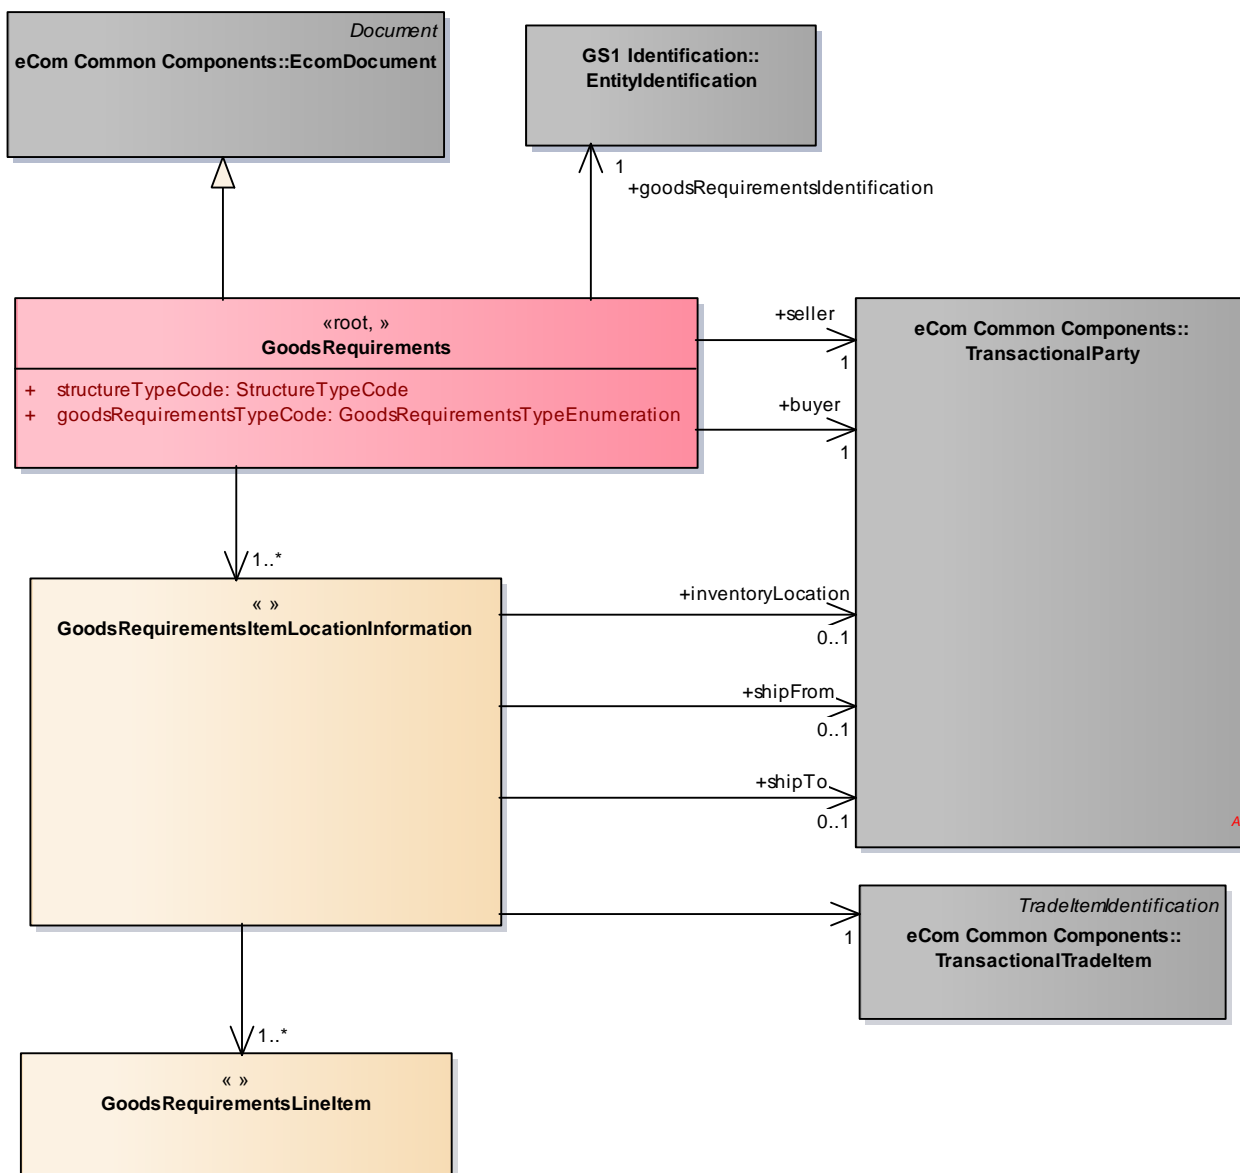 Document
eCom Common Components::EcomDocument
GS1 Identification::
EntityIdentification
1
+goodsRequirementsIdentification
«root, »
GoodsRequirements
+ structureTypeCode: StructureTypeCode
+ goodsRequirementsTypeCode: GoodsRequirementsTypeEnumeration
+seller
1
+buyer
1
eCom Common Components::
TransactionalParty
1..*
« »
GoodsRequirementsItemLocationInformation
+inventoryLocation
0..1
+shipFrom
0..1
+shipTo
0..1
A
1
TradeItemIdentification
eCom Common Components::
TransactionalTradeItem
1..*
« »
GoodsRequirementsLineItem